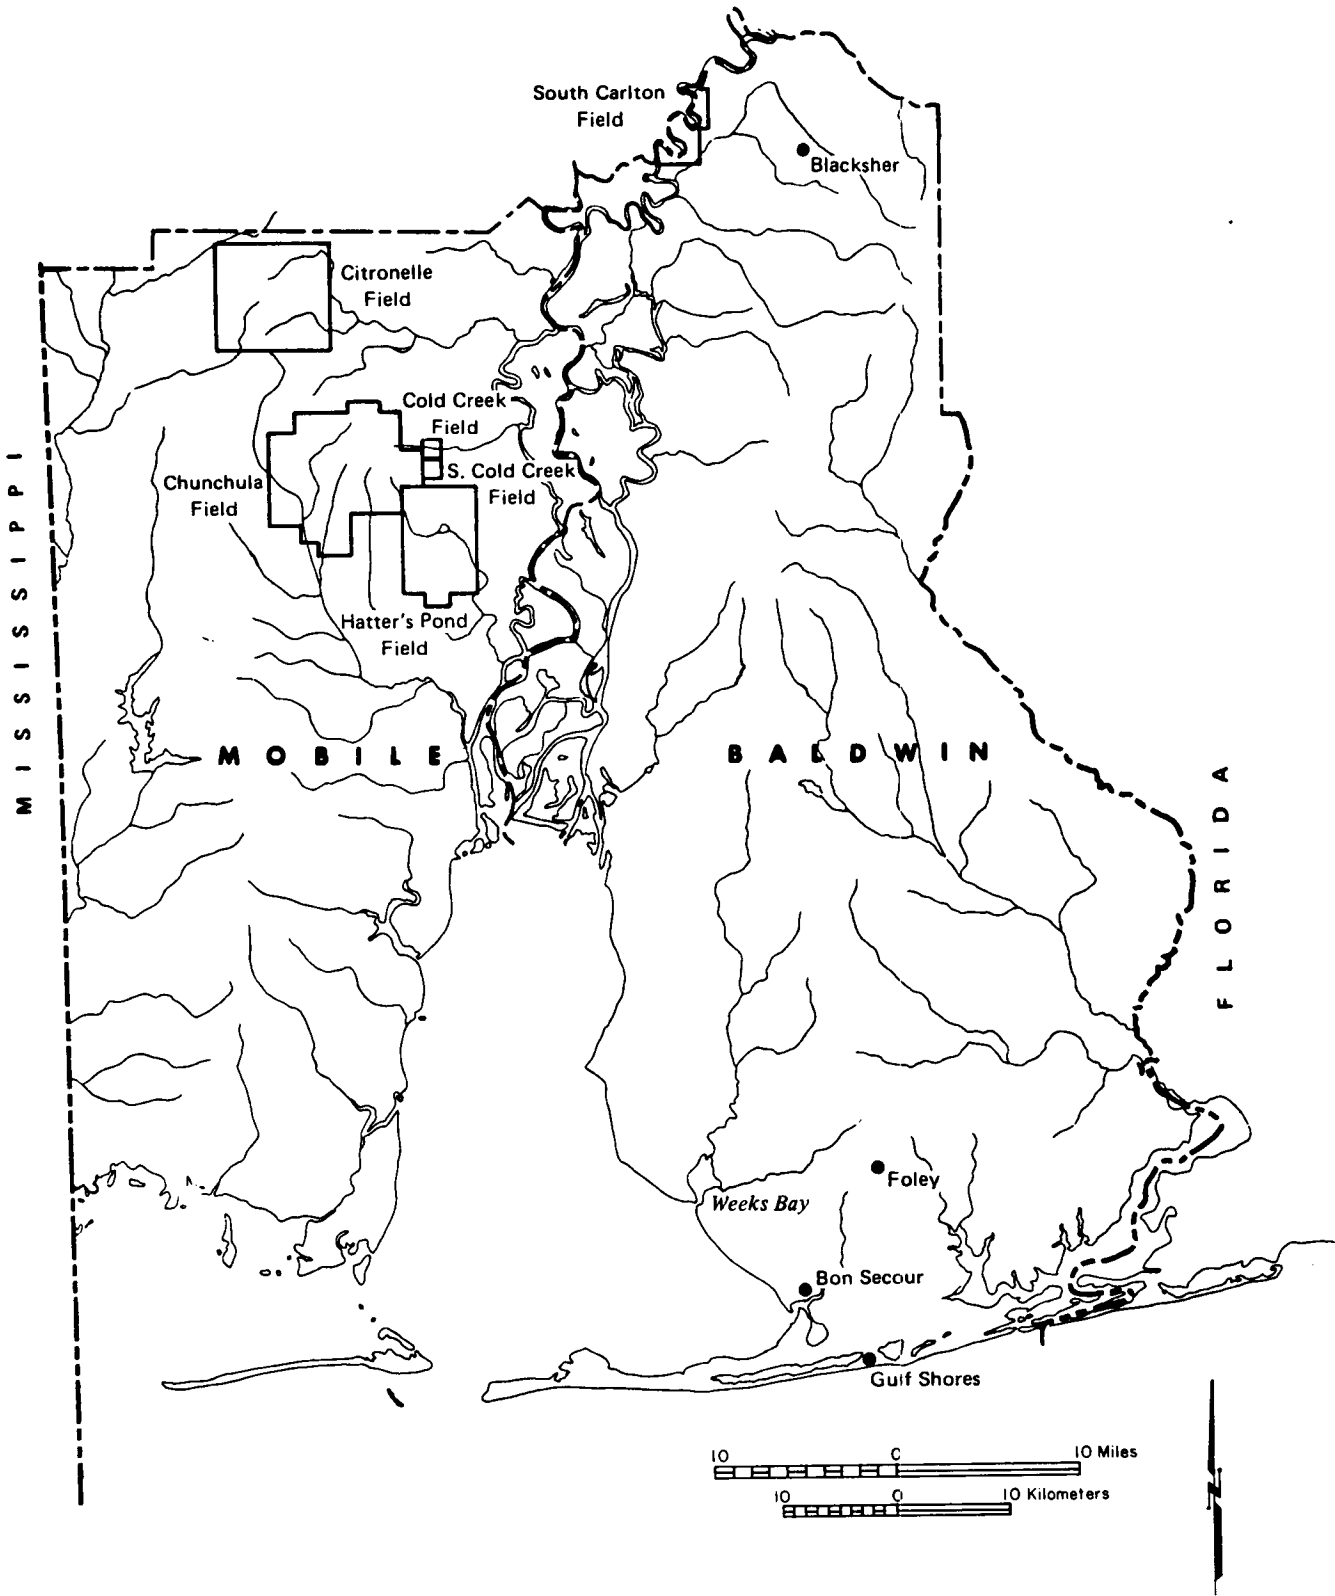 South Carlton
Field
Blacksher
Citronelle
Field
Cold Creek
Field
S. Cold Creek
Field
Chunchula
Field
Hatter's Pond
Field
MISSISSIPPI
MOBILE
BALDWIN
FLORIDA
Weeks Bay
Foley
Bon Secour
Gulf Shores
10 0 10 Miles
10 0 10 Kilometers
N